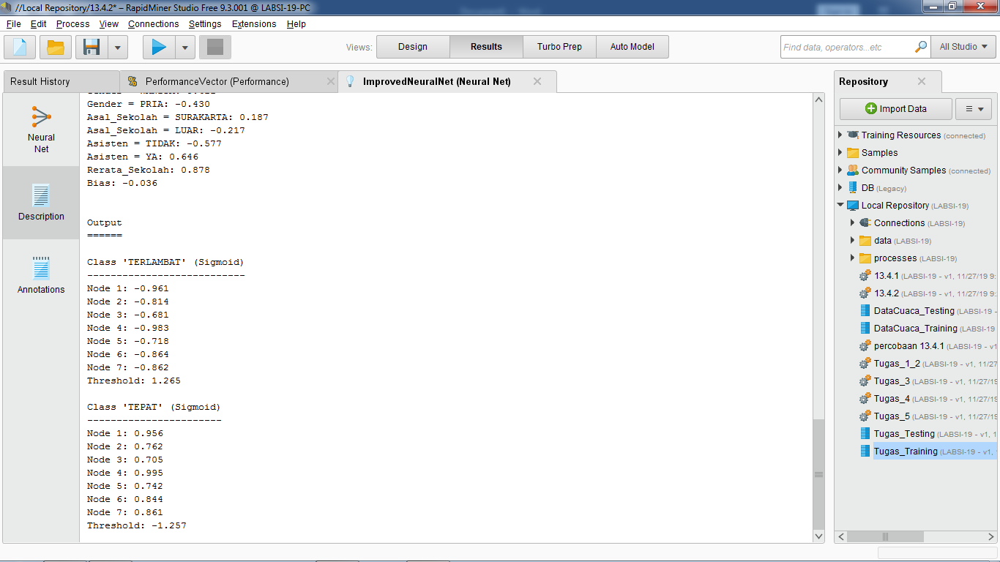 //Local Repository/13.4.2* – RapidMiner Studio Free 9.3.001 @ LABSI-19-PC
File Edit Process View Connections Settings Extensions Help
Views: Design Results Turbo Prep Auto Model
Find data, operators...etc
All Studio
Result History
PerformanceVector (Performance)
ImprovedNeuralNet (Neural Net)
Neural
Net
Description
Annotations
Gender = PRIA: -0.430
Asal_Sekolah = SURAKARTA: 0.187
Asal_Sekolah = LUAR: -0.217
Asisten = TIDAK: -0.577
Asisten = YA: 0.646
Rerata_Sekolah: 0.878
Bias: -0.036
Output
======
Class 'TERLAMBAT' (Sigmoid)
---------------------------
Node 1: -0.961
Node 2: -0.814
Node 3: -0.681
Node 4: -0.983
Node 5: -0.718
Node 6: -0.864
Node 7: -0.862
Threshold: 1.265
Class 'TEPAT' (Sigmoid)
-----------------------
Node 1: 0.956
Node 2: 0.762
Node 3: 0.705
Node 4: 0.995
Node 5: 0.742
Node 6: 0.844
Node 7: 0.861
Threshold: -1.257
Repository
Import Data
Training Resources (connected)
Samples
Community Samples (connected)
DB (Legacy)
Local Repository (LABSI-19)
Connections (LABSI-19)
data (LABSI-19)
processes (LABSI-19)
13.4.1 (LABSI-19 - v1, 11/27/19 9:
13.4.2 (LABSI-19 - v1, 11/27/19 9:
DataCuaca_Testing (LABSI-19 -
DataCuaca_Training (LABSI-19
percobaan 13.4.1 (LABSI-19 - v1
Tugas_1_2 (LABSI-19 - v1, 11/27
Tugas_3 (LABSI-19 - v1, 11/27/19
Tugas_4 (LABSI-19 - v1, 11/27/19
Tugas_5 (LABSI-19 - v1, 11/27/19
Tugas_Testing (LABSI-19 - v1, 1
Tugas_Training (LABSI-19 - v1,